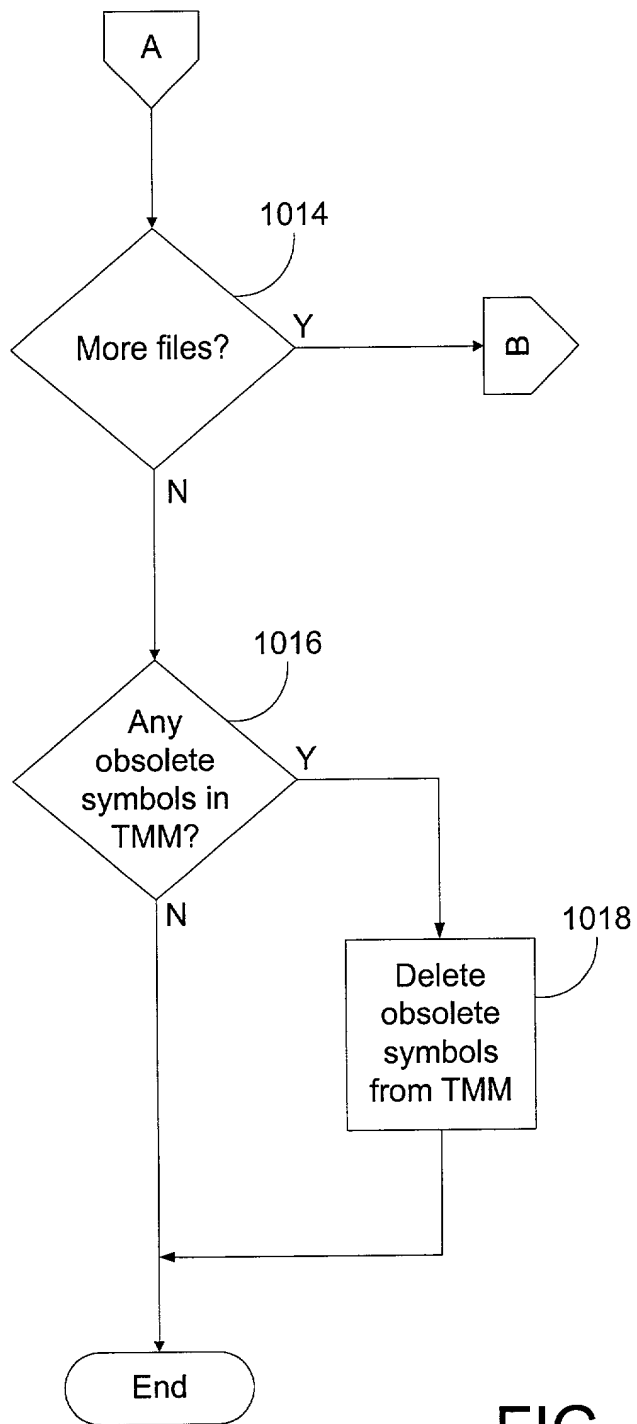 A
1014
More files?
Y
B
N
1016
Any
obsolete
symbols in
TMM?
Y
N
1018
Delete
obsolete
symbols
from TMM
End
FIG